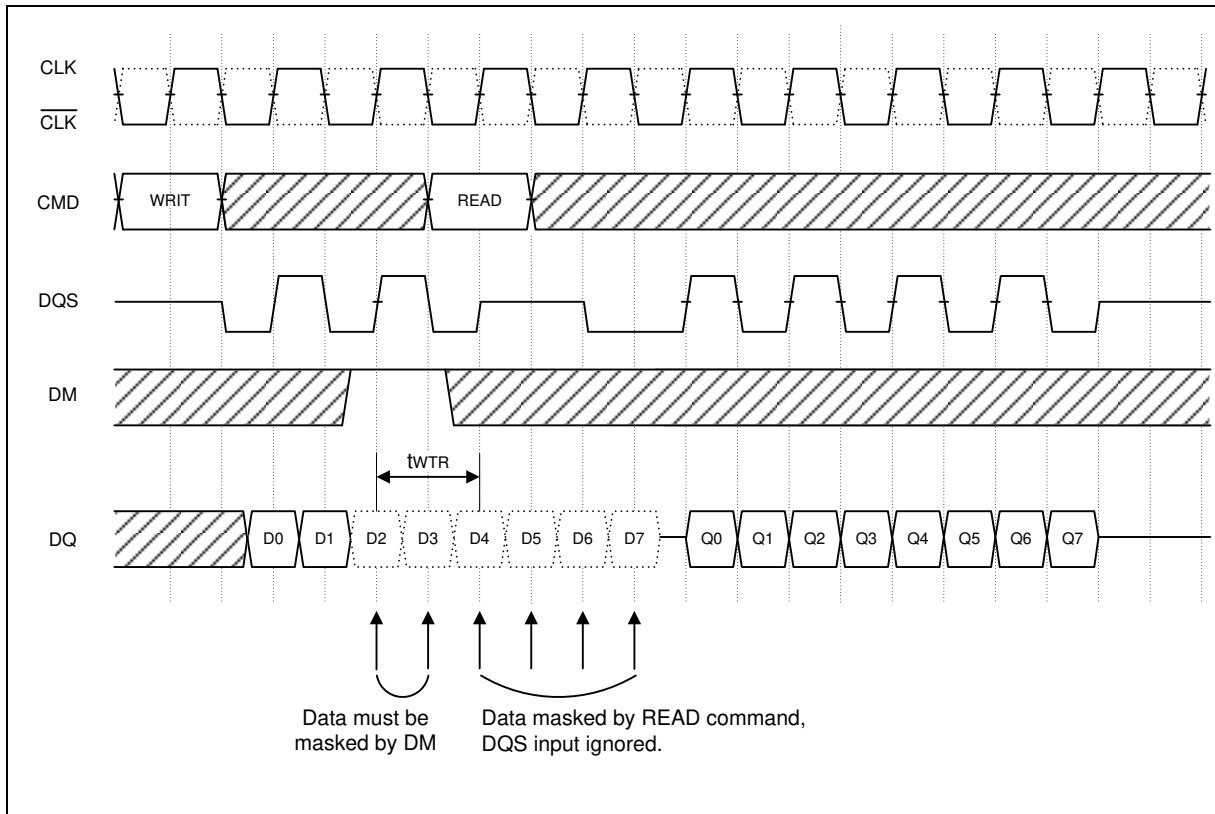 CLK
CLK
CMD
WRIT
READ
DQS
DM
tWTR
DQ
D0 D1 D2 D3 D4 D5 D6 D7 Q0 Q1 Q2 Q3 Q4 Q5 Q6 Q7
Data must be
masked by DM
Data masked by READ command,
DQS input ignored.